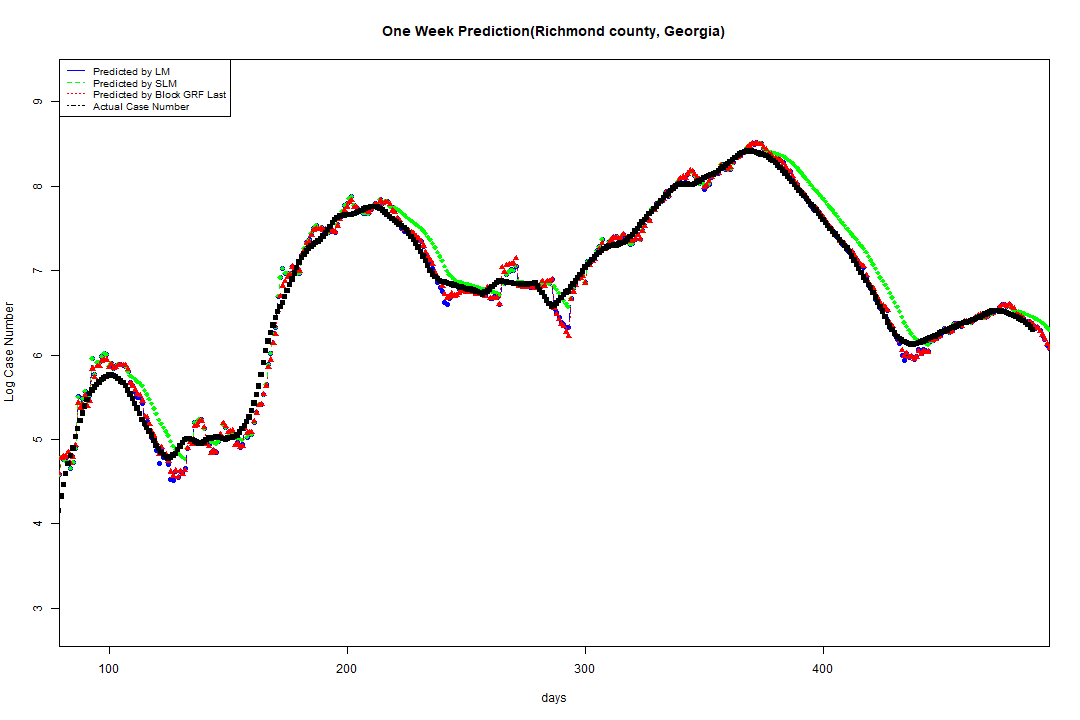 One Week Prediction(Richmond county, Georgia)
Predicted by LM
Predicted by SLM
Predicted by Block GRF Last
Actual Case Number
9
8
7
6
5
4
3
Log Case Number
100 200 300 400
days